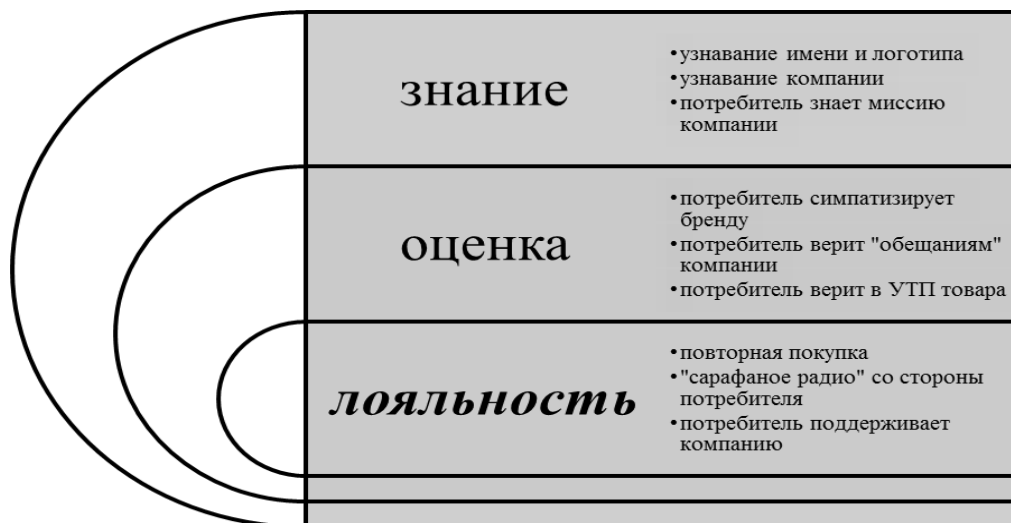 знание
•узнавание имени и логотипа
•узнавание компании
•потребитель знает миссию
компании
оценка
•потребитель симпатизирует
бренду
•потребитель верит "обещаниям"
компании
•потребитель верит в УТП товара
лояльность
•повторная покупка
•"сарафаное радио" со стороны
потребителя
•потребитель поддерживает
компанию